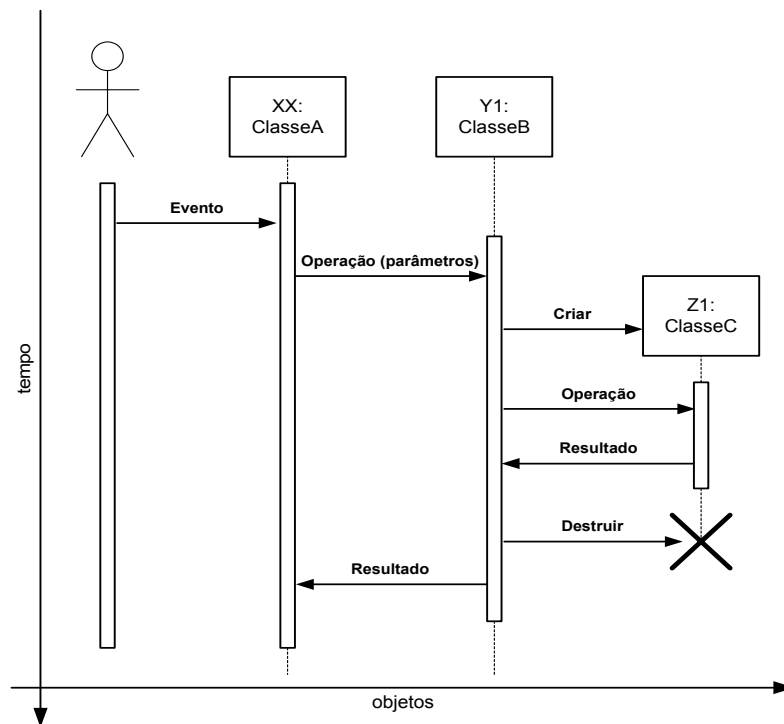 XX:
ClasseA
Y1:
ClasseB
Evento
Operação (parâmetros)
Z1:
ClasseC
Criar
tempo
Operação
Resultado
Destruir
Resultado
objetos